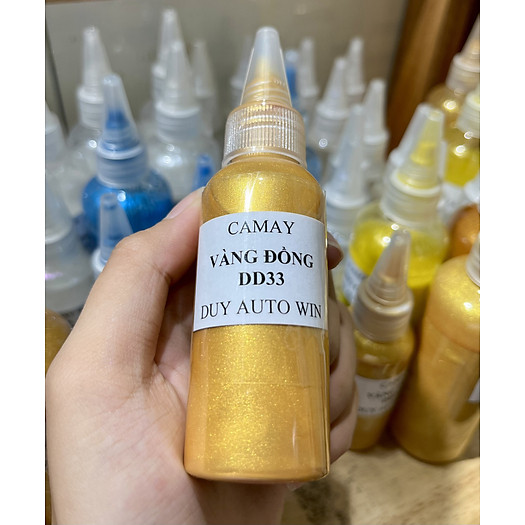 CAMAY
VÀNG ĐỒNG
DD33
DUY AUTO WIN